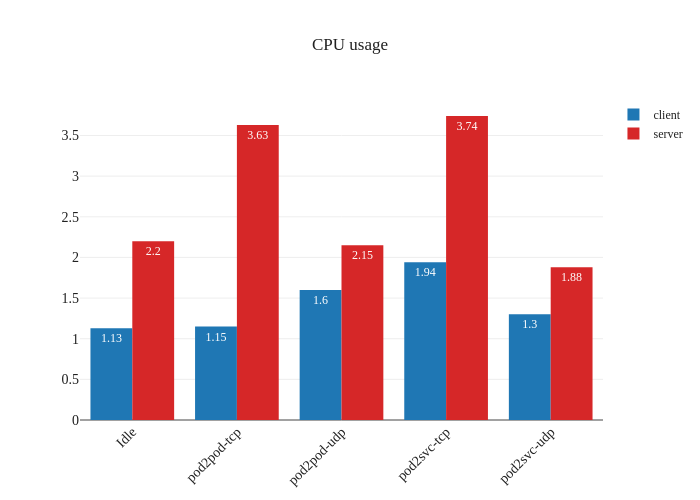 CPU usage
client
server
3.5
3
2.5
2
1.5
1
0.5
0
1.13
2.2
1.15
3.63
1.6
2.15
1.94
3.74
1.3
1.88
Idle
pod2pod-tcp
pod2pod-udp
pod2svc-tcp
pod2svc-udp